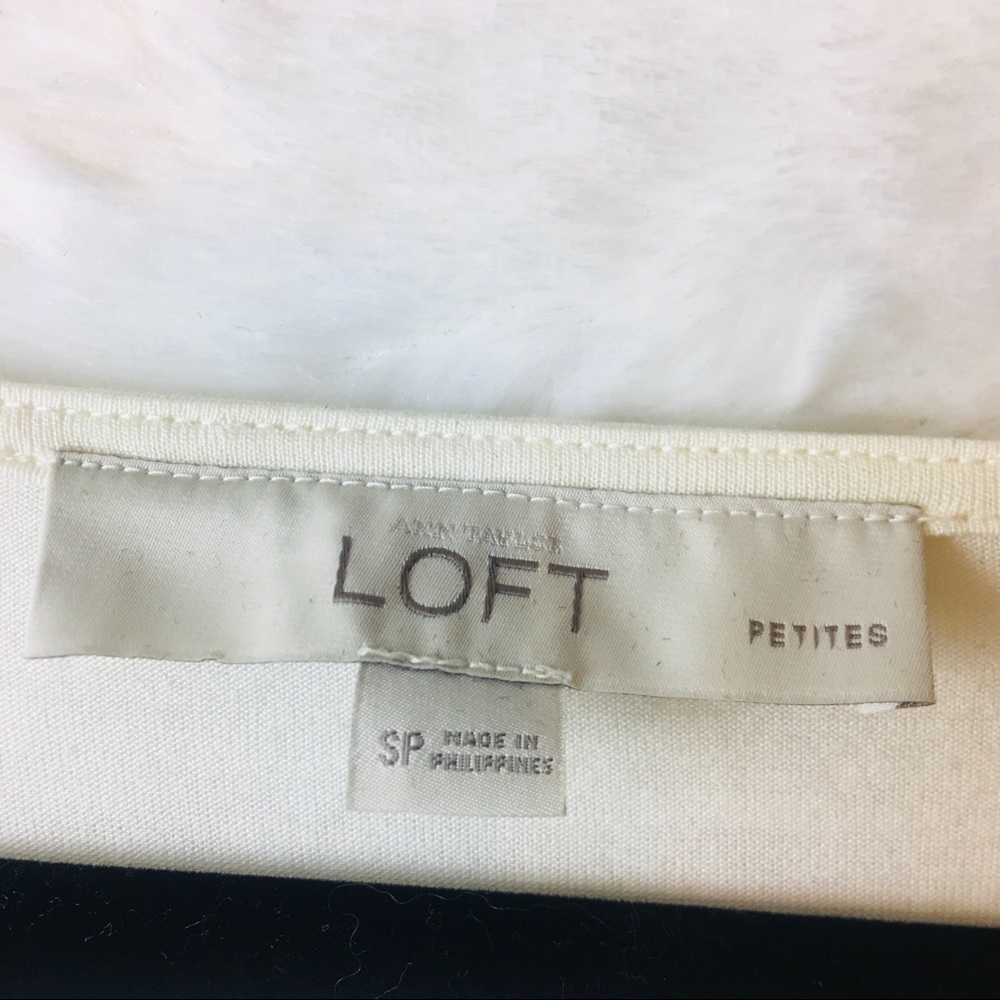 ANN TAYLOR
LOFT
PETITES
SP MADE IN
PHILIPPINES